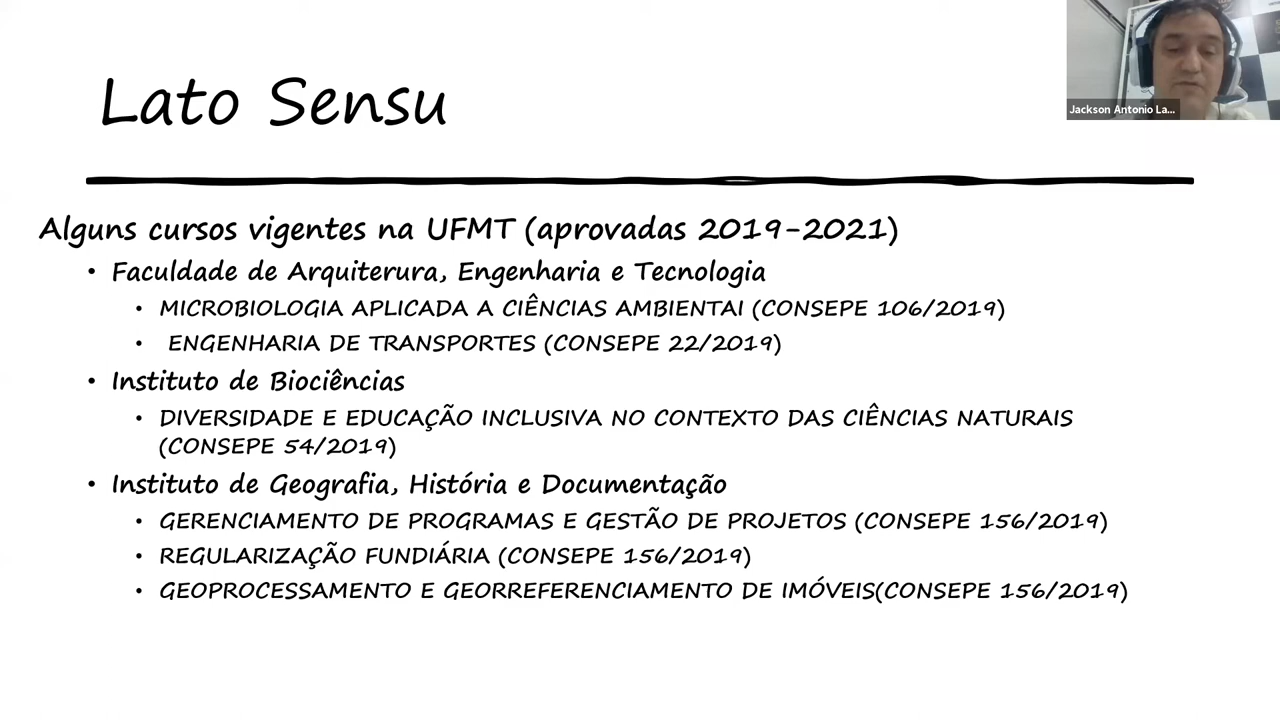 Lato Sensu
Jackson Antonio La...
Alguns cursos vigentes na UFMT (aprovadas 2019-2021)
• Faculdade de Arquiterura, Engenharia e Tecnologia
• MICROBIOLOGIA APLICADA A CIÊNCIAS AMBIENTAI (CONSEPE 106/2019)
• ENGENHARIA DE TRANSPORTES (CONSEPE 22/2019)
• Instituto de Biociências
• DIVERSIDADE E EDUCAÇÃO INCLUSIVA NO CONTEXTO DAS CIÊNCIAS NATURAIS
(CONSEPE 54/2019)
• Instituto de Geografia, História e Documentação
• GERENCIAMENTO DE PROGRAMAS E GESTÃO DE PROJETOS (CONSEPE 156/2019)
• REGULARIZAÇÃO FUNDIÁRIA (CONSEPE 156/2019)
• GEOPROCESSAMENTO E GEORREFERENCIAMENTO DE IMÓVEIS(CONSEPE 156/2019)